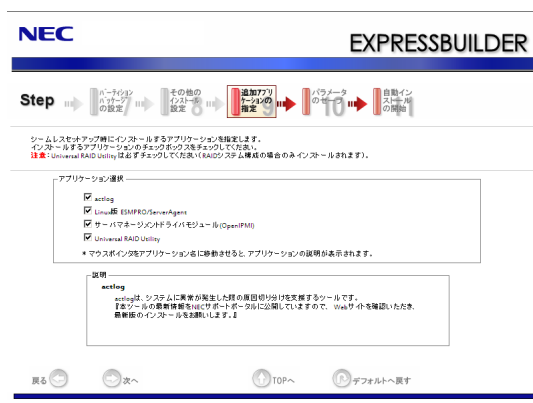 NEC
EXPRESSBUILDER
Step
パーティション
パッケージ
の設定 7
その他の
インストール
設定 8
追加アプリ
ケーションの
指定 9
パラメータ
のセーブ 10
自動イン
ストール
の開始
シームレスセットアップ時にインストールするアプリケーションを指定します。
インストールするアプリケーションのチェックボックスをチェックしてください。
注意：Universal RAID Utilityは必ずチェックしてください(RAIDシステム構成の場合のみインストールされます)。
アプリケーション選択
actlog
Linux版 ESMPRO/ServerAgent
サーバマネージメントドライバモジュール(OpenIPMI)
Universal RAID Utility
* マウスポインタをアプリケーション名に移動させると、アプリケーションの説明が表示されます。
説明
actlog
actlogは、システムに異常が発生した際の原因切り分けを支援するツールです。
『本ツールの最新情報をNECサポートポータルに公開していますので、Webサイトを確認いただき、
最新版のインストールをお願いします。』
戻る
次へ
TOPへ
デフォルトへ戻す